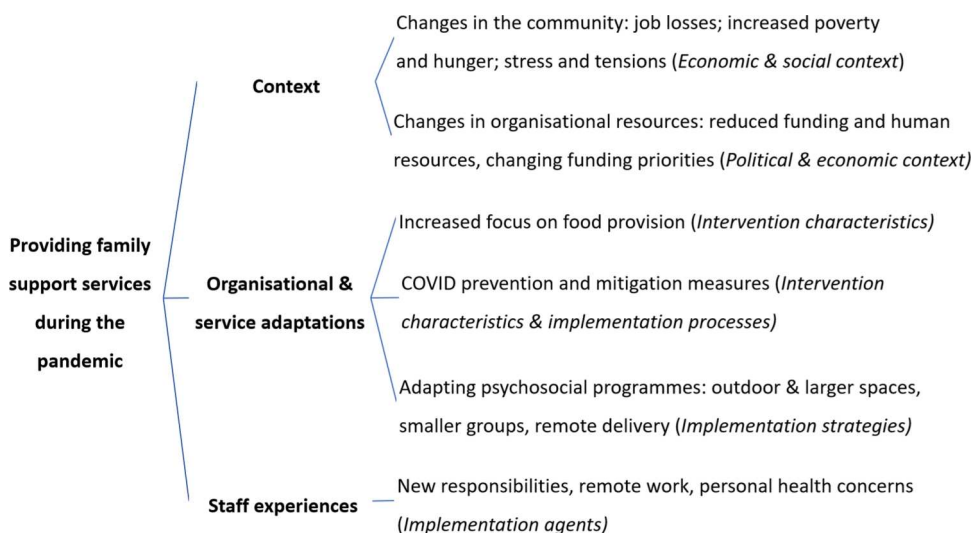 Changes in the community: job losses; increased poverty
and hunger; stress and tensions (Economic & social context)
Context
Changes in organisational resources: reduced funding and human
resources, changing funding priorities (Political & economic context)
Increased focus on food provision (Intervention characteristics)
Providing family
support services
during the
pandemic
Organisational &
service adaptations
COVID prevention and mitigation measures (Intervention
characteristics & implementation processes)
Adapting psychosocial programmes: outdoor & larger spaces,
smaller groups, remote delivery (Implementation strategies)
Staff experiences
New responsibilities, remote work, personal health concerns
(Implementation agents)